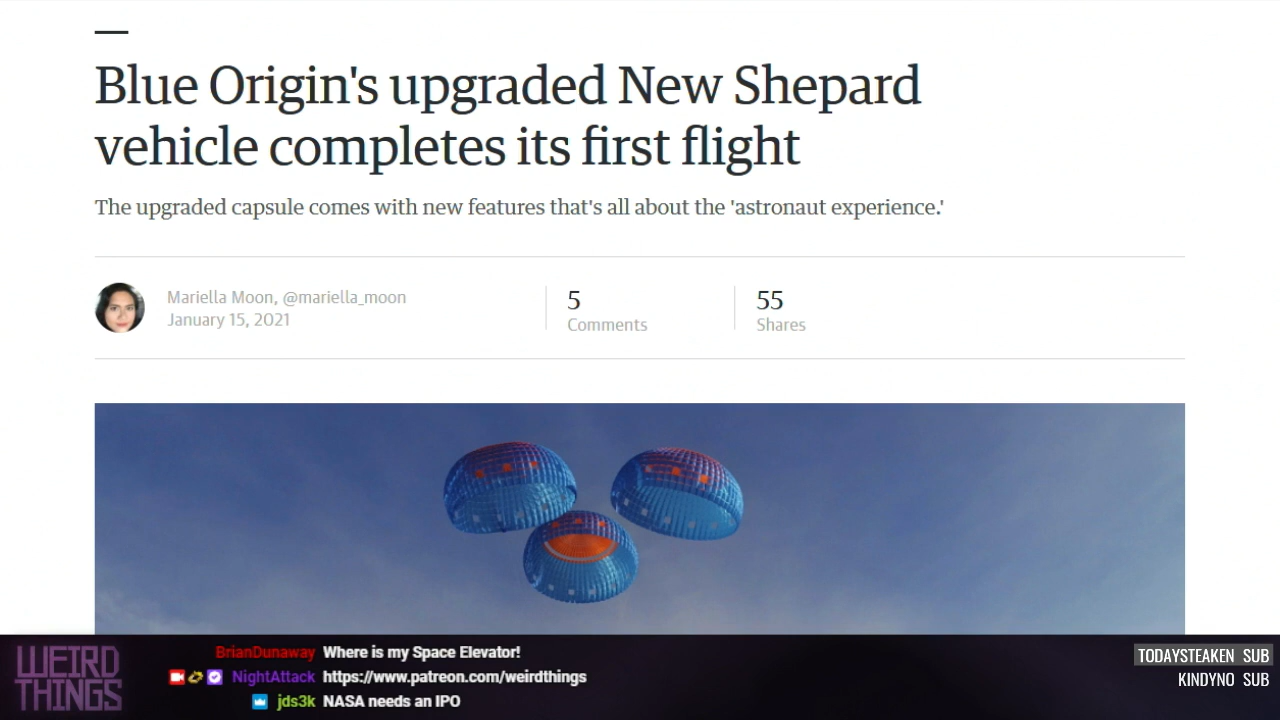 Blue Origin's upgraded New Shepard
vehicle completes its first flight
The upgraded capsule comes with new features that's all about the 'astronaut experience.'
Mariella Moon, @mariella_moon
January 15, 2021
5
Comments
55
Shares
WEIRD
THINGS
BrianDunaway Where is my Space Elevator!
NightAttack https://www.patreon.com/weirdthings
jds3k NASA needs an IPO
TODAYSTEAKEN SUB
KINDYNO SUB